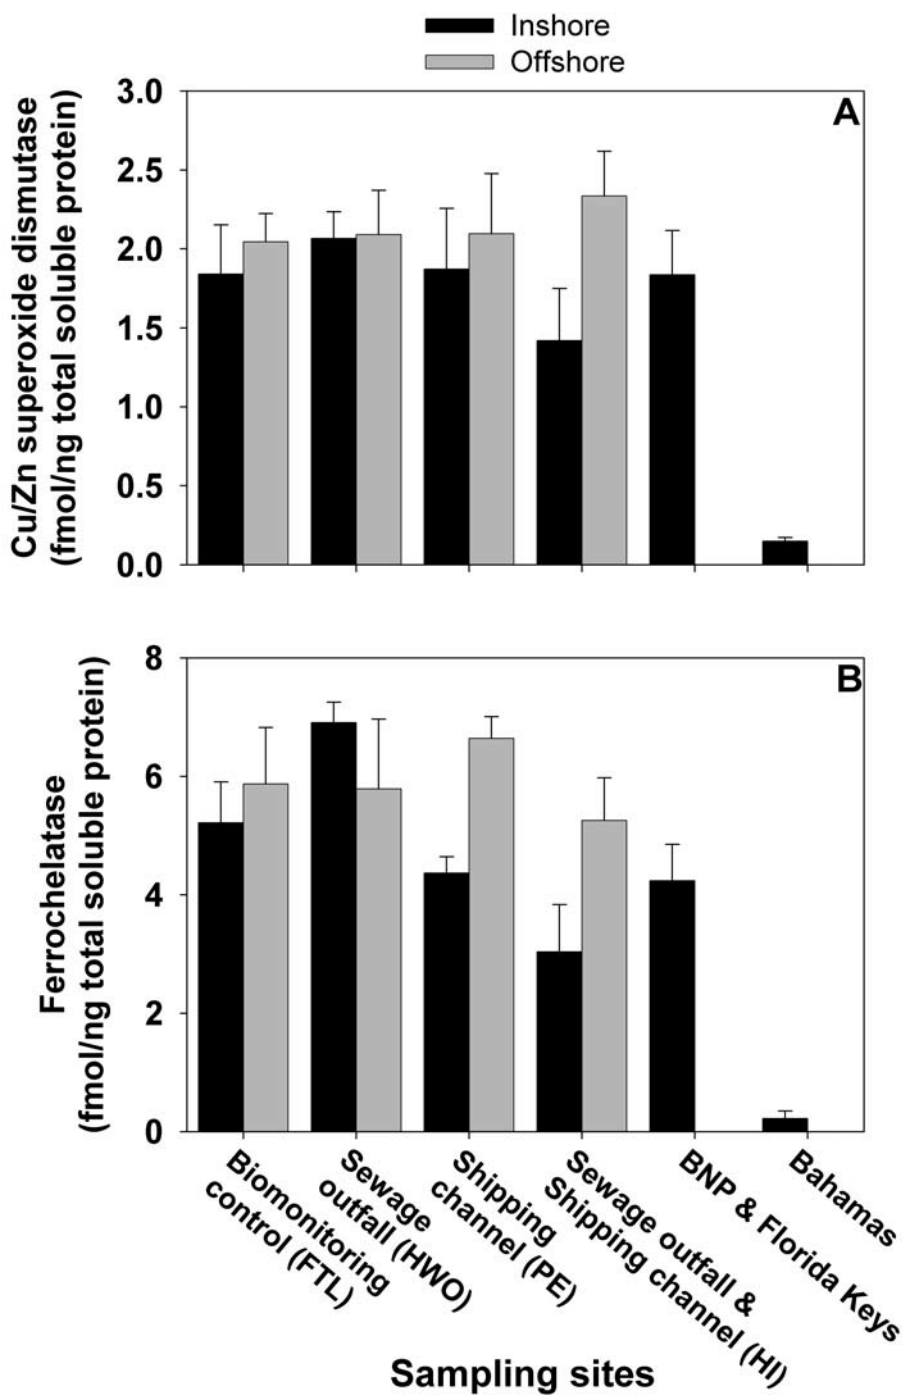 Inshore
Offshore
A
Cu/Zn superoxide dismutase
(fmol/ng total soluble protein)
3.0
2.5
2.0
1.5
1.0
0.5
0.0
B
Ferrochelatase
(fmol/ng total soluble protein)
8
6
4
2
0
Biomonitoring
control (FTL)
Sewage
outfall (HWO)
Shipping
channel (PE)
Sewage outfall &
Shipping channel (HI)
BNP & Florida Keys
Bahamas
Sampling sites